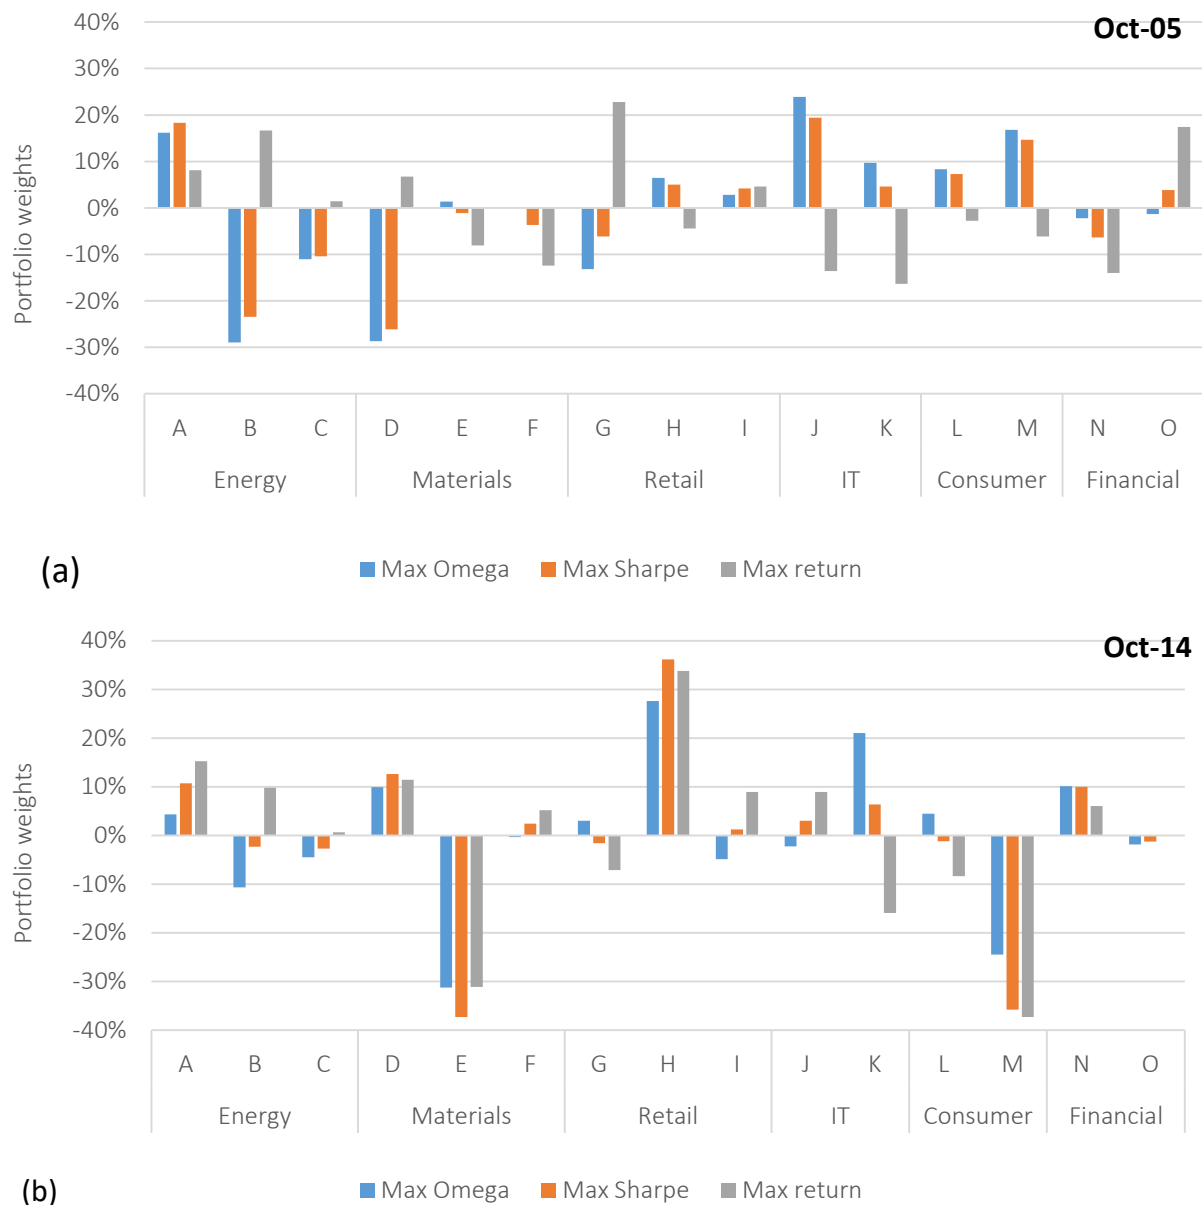 40%
Oct-05
30%
20%
10%
0%
-10%
-20%
-30%
-40%
Portfolio weights
A B C D E F G H I J K L M N O
Energy Materials Retail IT Consumer Financial
(a)
Max Omega Max Sharpe Max return
40%
Oct-14
30%
20%
10%
0%
-10%
-20%
-30%
-40%
Portfolio weights
A B C D E F G H I J K L M N O
Energy Materials Retail IT Consumer Financial
(b)
Max Omega Max Sharpe Max return